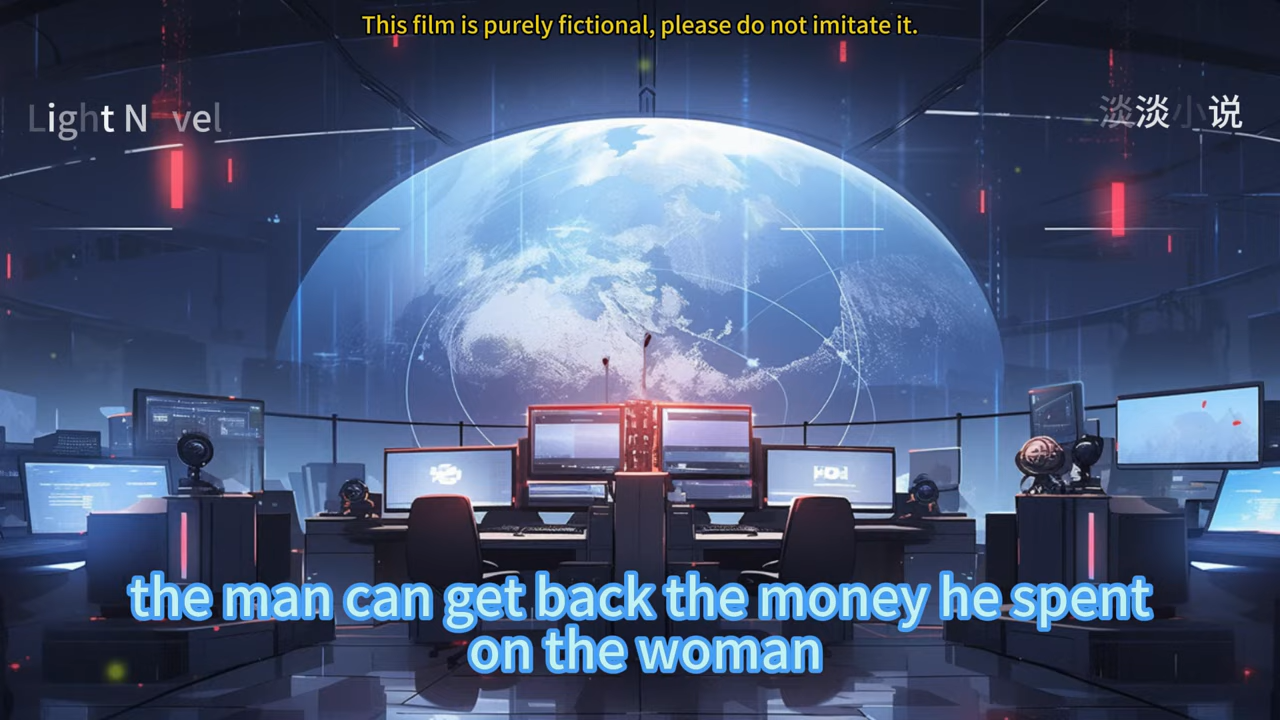 This film is purely fictional, please do not imitate it.
Light N vel
淡淡小说
the man can get back the money he spent
on the woman